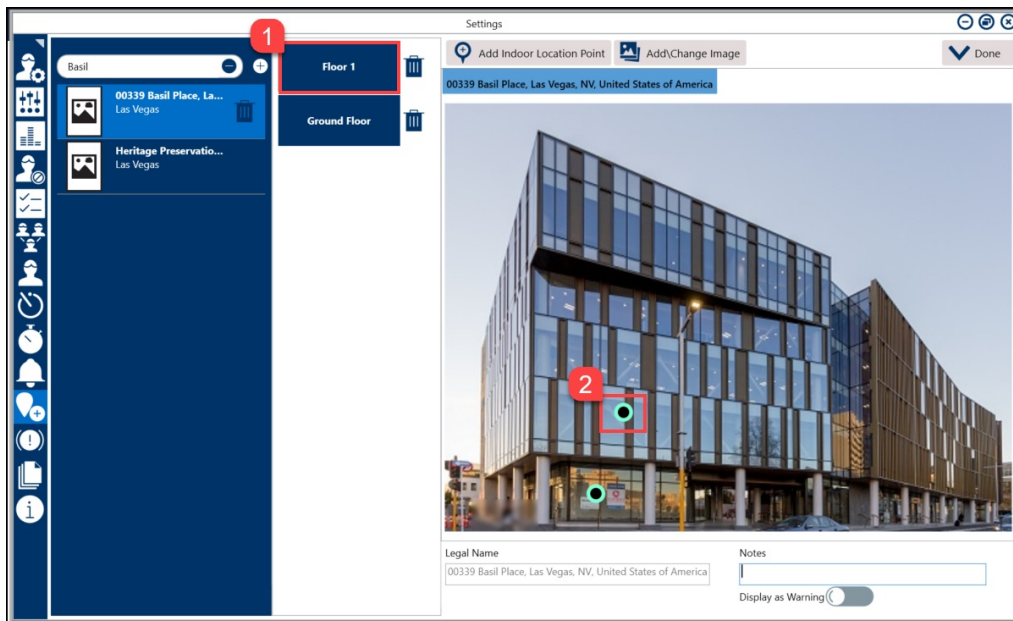 Settings
1
Basil
Floor 1
Add Indoor Location Point
Add\Change Image
Done
00339 Basil Place, La...
Las Vegas
00339 Basil Place, Las Vegas, NV, United States of America
Ground Floor
Heritage Preservatio...
Las Vegas
2
Legal Name
Notes
00339 Basil Place, Las Vegas, NV, United States of America
Display as Warning